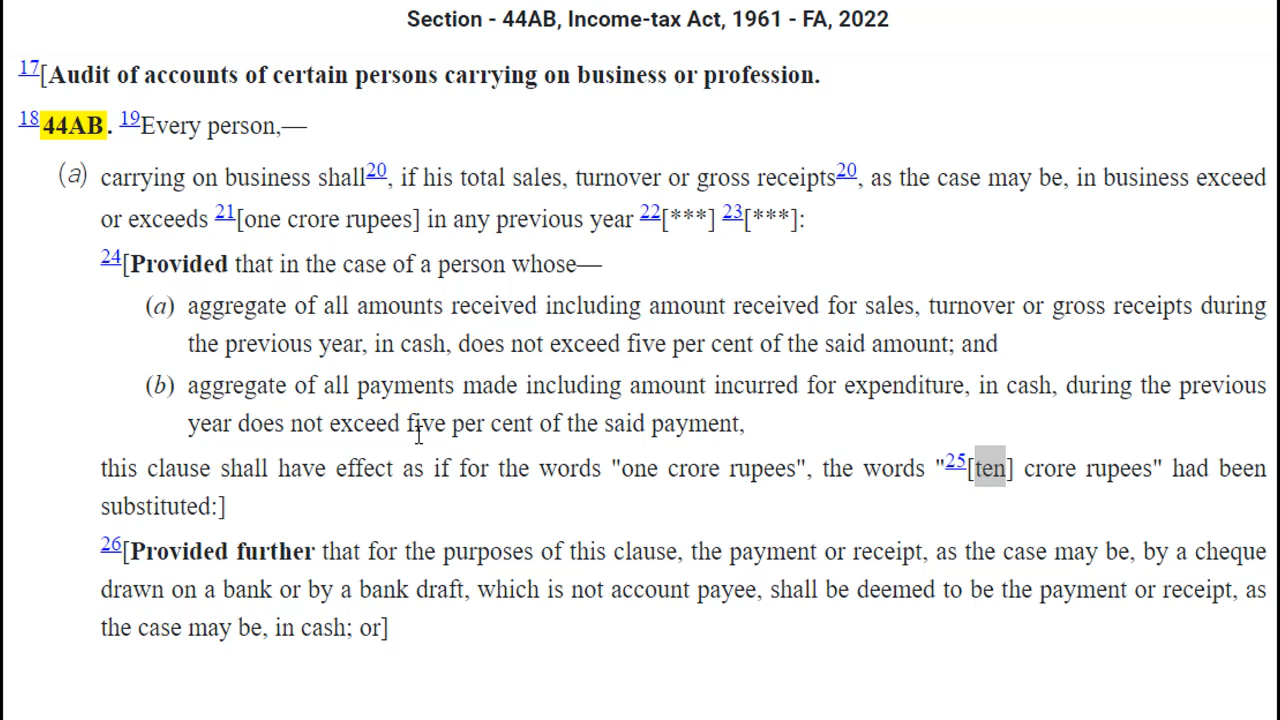 Section - 44AB, Income-tax Act, 1961 - FA, 2022
17[Audit of accounts of certain persons carrying on business or profession.
18 44AB. 19Every person,—
(a) carrying on business shall20, if his total sales, turnover or gross receipts20, as the case may be, in business exceed
or exceeds 21[one crore rupees] in any previous year 22[***] 23[***]:
24[Provided that in the case of a person whose—
(a) aggregate of all amounts received including amount received for sales, turnover or gross receipts during
the previous year, in cash, does not exceed five per cent of the said amount; and
(b) aggregate of all payments made including amount incurred for expenditure, in cash, during the previous
year does not exceed five per cent of the said payment,
this clause shall have effect as if for the words "one crore rupees", the words "25[ten] crore rupees" had been
substituted:]
26[Provided further that for the purposes of this clause, the payment or receipt, as the case may be, by a cheque
drawn on a bank or by a bank draft, which is not account payee, shall be deemed to be the payment or receipt, as
the case may be, in cash; or]